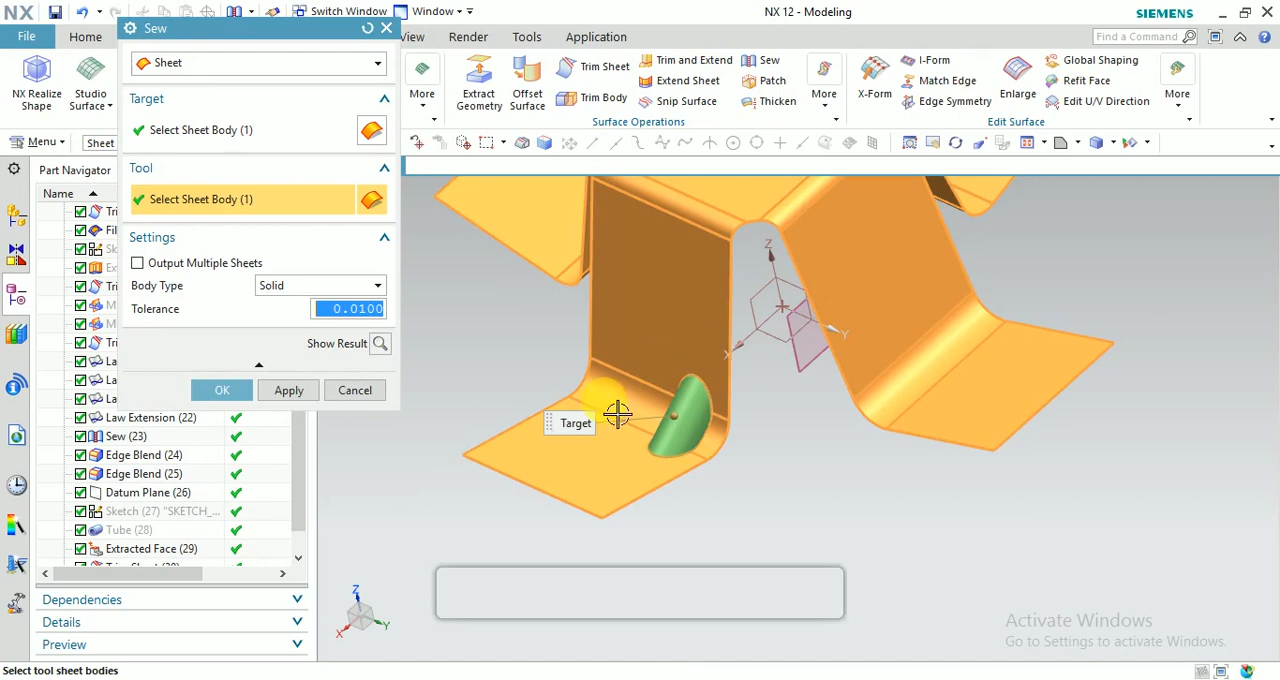 NX
Switch Window
Window
NX 12 - Modeling
SIEMENS
Sew
File
Home
View
Render
Tools
Application
Find a Command
NX Realize Shape
Studio Surface
More
Extract Geometry
Offset Surface
Trim Sheet
Trim Body
Trim and Extend
Extend Sheet
Snip Surface
Sew
Patch
Thicken
More
Surface Operations
X-Form
I-Form
Match Edge
Edge Symmetry
Enlarge
Global Shaping
Refit Face
Edit U/V Direction
More
Edit Surface
Menu
Sheet
Sheet
Target
Select Sheet Body (1)
Tool
Select Sheet Body (1)
Settings
Output Multiple Sheets
Body Type
Solid
Tolerance
0.0100
Show Result
OK
Apply
Cancel
Part Navigator
Name
Law Extension (22)
Sew (23)
Edge Blend (24)
Edge Blend (25)
Datum Plane (26)
Sketch (27) "SKETCH_...
Tube (28)
Extracted Face (29)
Dependencies
Details
Preview
Target
Z
Y
X
Z
Y
X
Activate Windows
Go to Settings to activate Windows.
Select tool sheet bodies